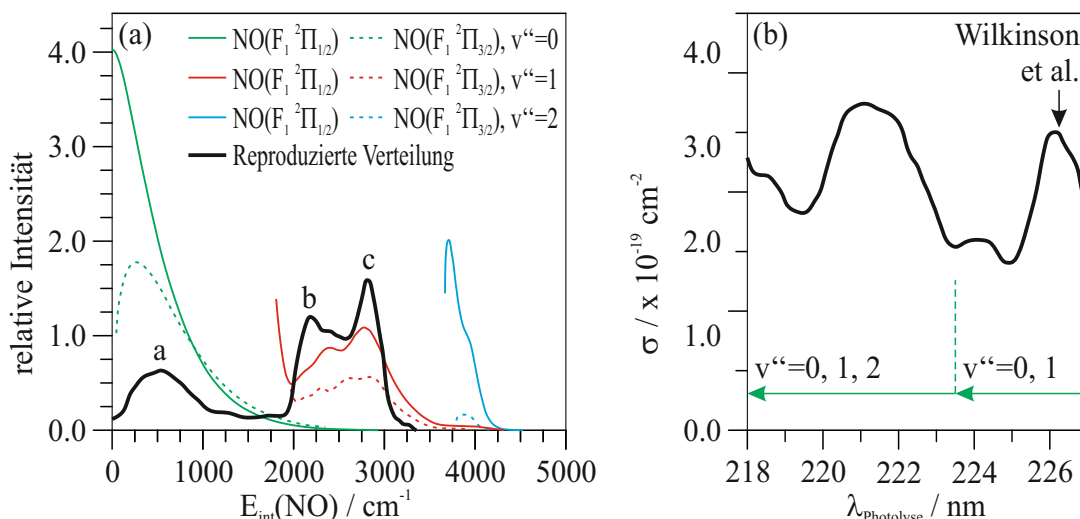 (a)
NO(F₁ ²Π₁/₂) NO(F₁ ²Π₃/₂), v“=0
NO(F₁ ²Π₁/₂) NO(F₁ ²Π₃/₂), v“=1
NO(F₁ ²Π₁/₂) NO(F₁ ²Π₃/₂), v“=2
Reproduzierte Verteilung
relative Intensität
4.0
3.0
2.0
1.0
0.0
a
b
c
0 1000 2000 3000 4000 5000
E_int(NO) / cm⁻¹
(b)
Wilkinson
et al.
σ / x 10⁻¹⁹ cm⁻²
4.0
3.0
2.0
1.0
0.0
v“=0, 1, 2 v“=0, 1
218 220 222 224 226
λ_Photolyse / nm